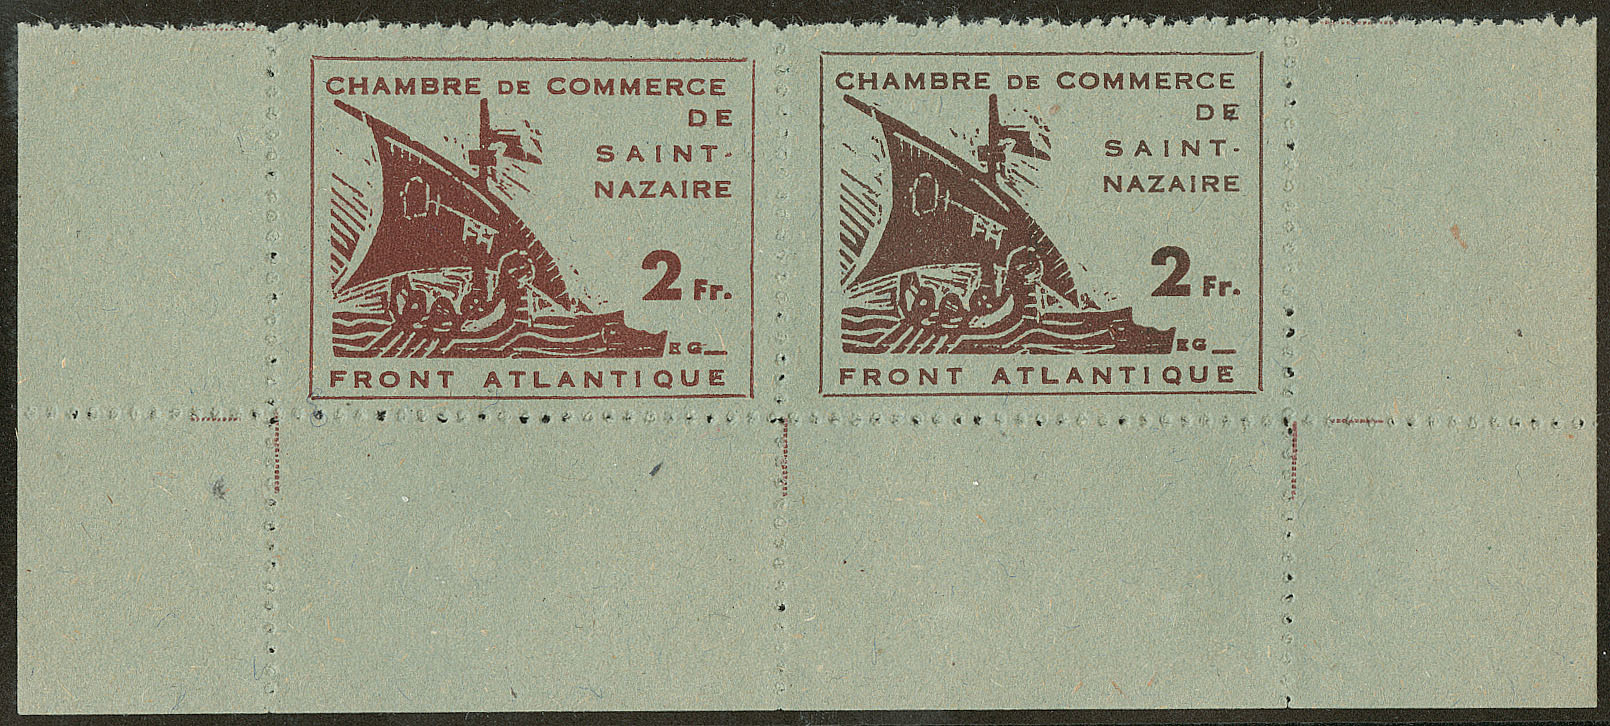 CHAMBRE DE COMMERCE
DE
SAINT-
NAZAIRE
2 Fr.
EG
FRONT ATLANTIQUE
CHAMBRE DE COMMERCE
DE
SAINT-
NAZAIRE
2 Fr.
EG
FRONT ATLANTIQUE